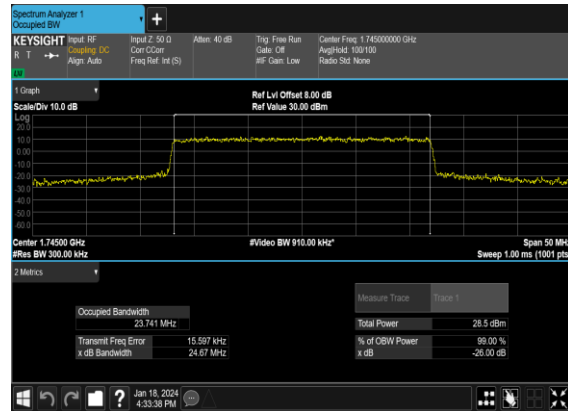 Spectrum Analyzer 1
Occupied BW
+
KEYSIGHT
R T
LXI
Input: RF
Coupling: DC
Align: Auto
Input Z: 50 Ω
Corr CCorr
Freq Ref: Int (S)
Atten: 40 dB
Trig: Free Run
Gate: Off
#IF Gain: Low
Center Freq: 1.745000000 GHz
Avg|Hold: 100/100
Radio Std: None
1 Graph
Scale/Div 10.0 dB
Ref Lvl Offset 8.00 dB
Ref Value 30.00 dBm
Log
20.0
10.0
0.00
-10.0
-20.0
-30.0
-40.0
-50.0
-60.0
Center 1.74500 GHz
#Res BW 300.00 kHz
#Video BW 910.00 kHz*
Span 50 MHz
Sweep 1.00 ms (1001 pts
2 Metrics
Measure Trace Trace 1
Occupied Bandwidth
23.741 MHz
Total Power 28.5 dBm
Transmit Freq Error 15.597 kHz
% of OBW Power 99.00 %
x dB Bandwidth 24.67 MHz
x dB -26.00 dB
?
Jan 18, 2024
4:33:38 PM